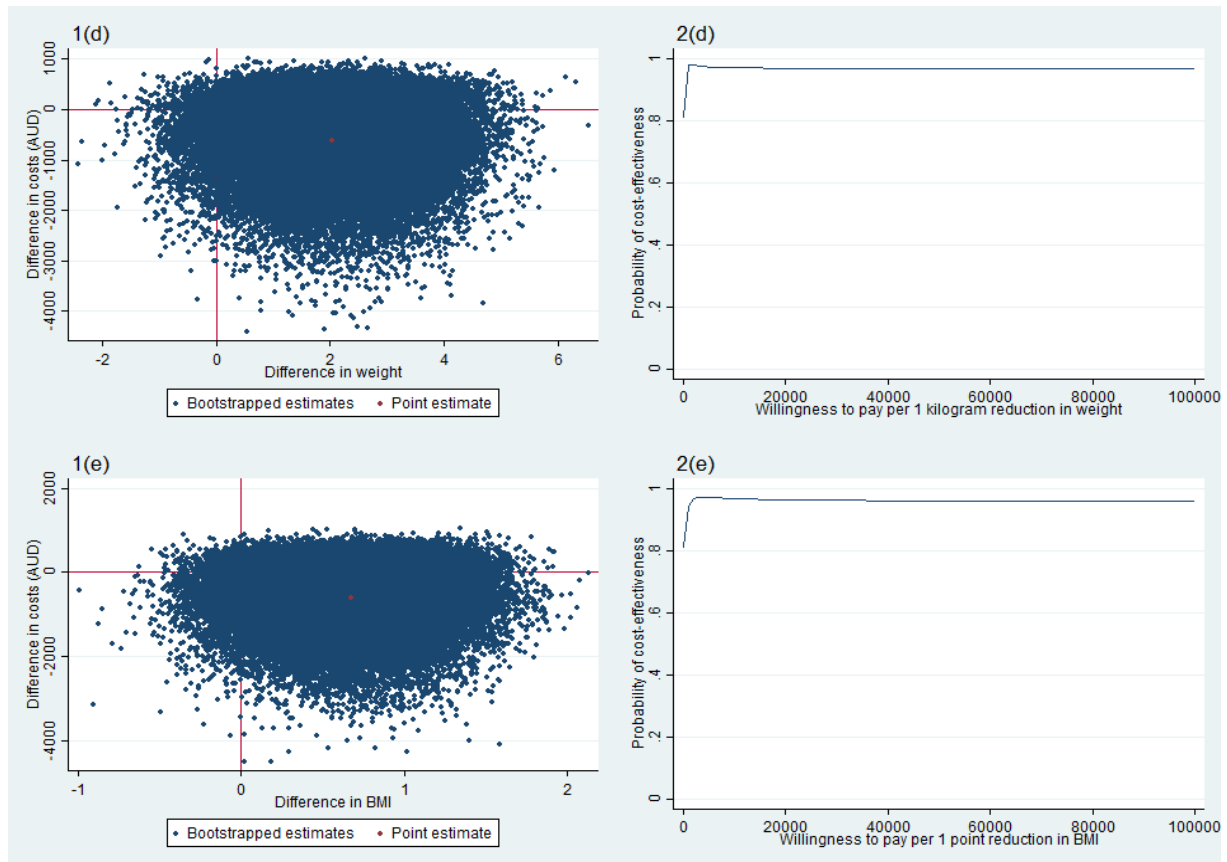 1(d)
Difference in costs (AUD)
1000
0
-1000
-2000
-3000
-4000
-2 0 2 4 6
Difference in weight
Bootstrapped estimates Point estimate
2(d)
Probability of cost-effectiveness
1
.8
.6
.4
.2
0
0 20000 40000 60000 80000 100000
Willingness to pay per 1 kilogram reduction in weight
1(e)
Difference in costs (AUD)
2000
0
-2000
-4000
-1 0 1 2
Difference in BMI
Bootstrapped estimates Point estimate
2(e)
Probability of cost-effectiveness
1
.8
.6
.4
.2
0
0 20000 40000 60000 80000 100000
Willingness to pay per 1 point reduction in BMI